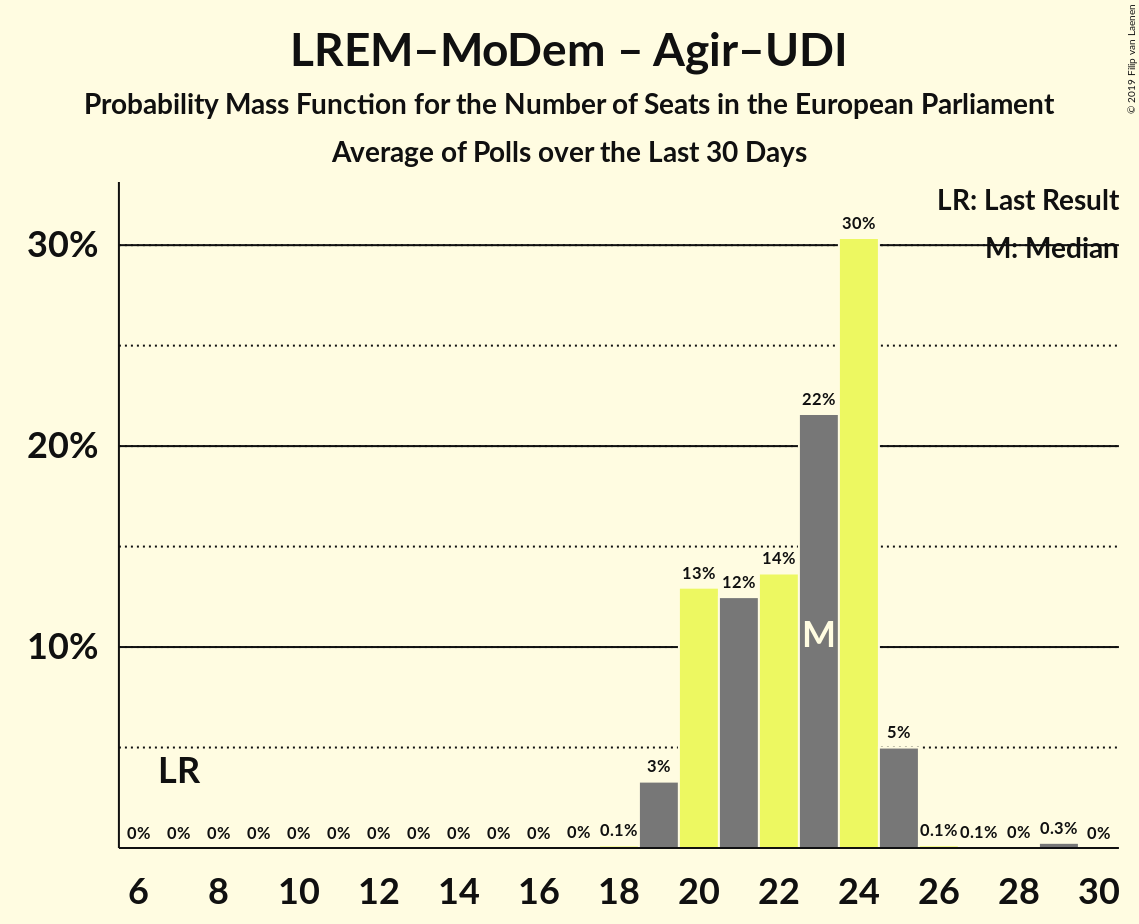 © 2019 Filip van Laenen
LREM–MoDem – Agir–UDI
Probability Mass Function for the Number of Seats in the European Parliament
Average of Polls over the Last 30 Days
LR: Last Result
M: Median
30%
20%
10%
30%
22%
14%
13%
12%
5%
3%
M
LR
0% 0% 0% 0% 0% 0% 0% 0% 0% 0% 0% 0% 0.1% 0.1% 0.1% 0% 0.3% 0%
6 8 10 12 14 16 18 20 22 24 26 28 30